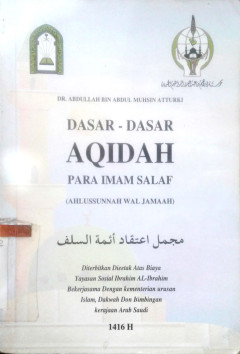 DR. ABDULLAH BIN ABDUL MUHSIN ATTURKI
DASAR - DASAR
AQIDAH
PARA IMAM SALAF
(AHLUSSUNNAH WAL JAMAAH)
مجمل اعتقاد أئمة السلف
Diterbitkan Dicetak Atas Biaya
Yayasan Sosial Ibrahim AL-Ibrahim
Bekerjasama Dengan kementerian urusan
Islam, Dakwah Dan Bimbingan
kerajaan Arab Saudi
1416 H